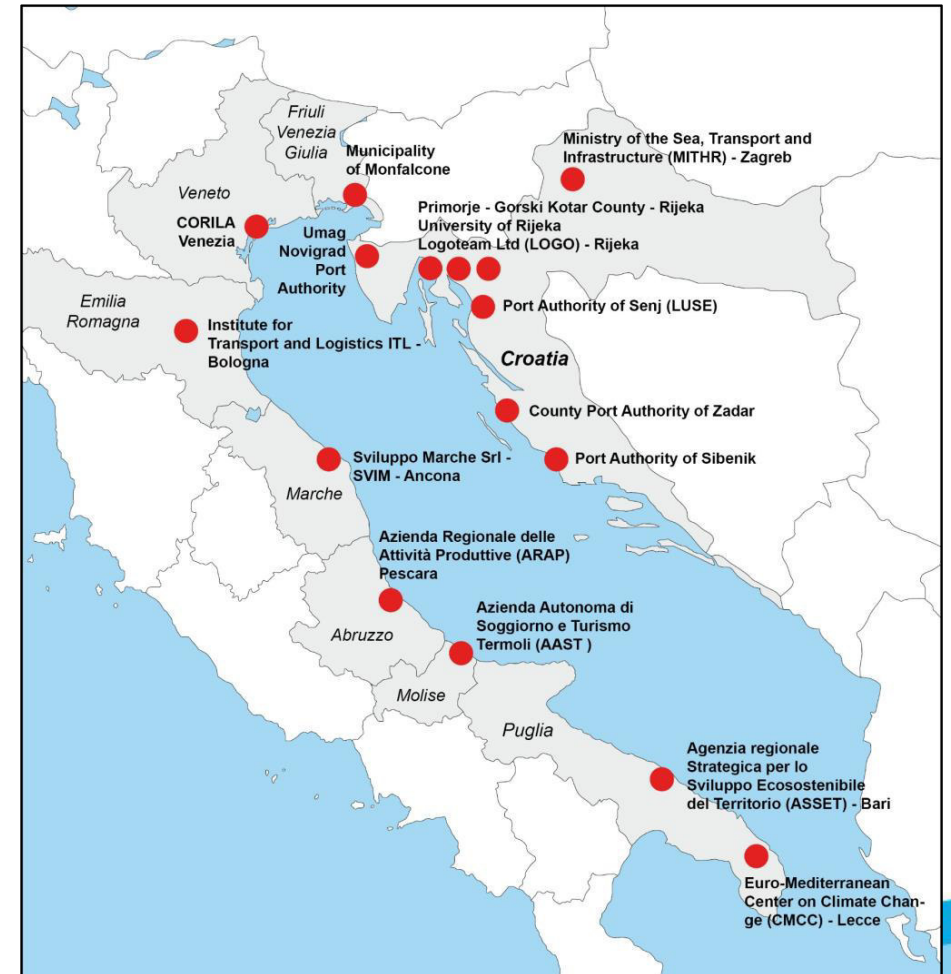 Friuli
Venezia
Giulia
Municipality
of Monfalcone
Ministry of the Sea, Transport and
Infrastructure (MITHR) - Zagreb
Veneto
CORILA
Venezia
Umag
Novigrad
Port
Authority
Primorje - Gorski Kotar County - Rijeka
University of Rijeka
Logoteam Ltd (LOGO) - Rijeka
Port Authority of Senj (LUSE)
Emilia
Romagna
Institute for
Transport and Logistics ITL -
Bologna
Croatia
County Port Authority of Zadar
Port Authority of Sibenik
Sviluppo Marche Srl -
SVIM - Ancona
Marche
Azienda Regionale delle
Attività Produttive (ARAP)
Pescara
Abruzzo
Azienda Autonoma di
Soggiorno e Turismo
Termoli (AAST )
Molise
Puglia
Agenzia regionale
Strategica per lo
Sviluppo Ecosostenibile
del Territorio (ASSET) - Bari
Euro-Mediterranean
Center on Climate Chan-
ge (CMCC) - Lecce